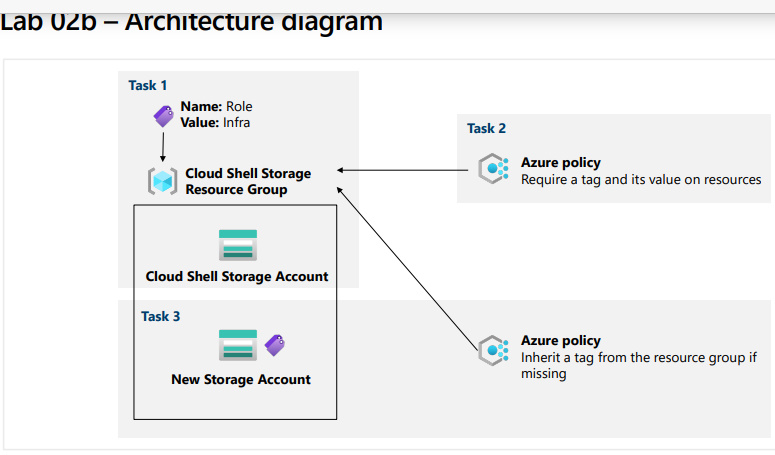 Lab 02b – Architecture diagram
Task 1
Name: Role
Value: Infra
Cloud Shell Storage
Resource Group
Cloud Shell Storage Account
Task 2
Azure policy
Require a tag and its value on resources
Task 3
New Storage Account
Azure policy
Inherit a tag from the resource group if
missing